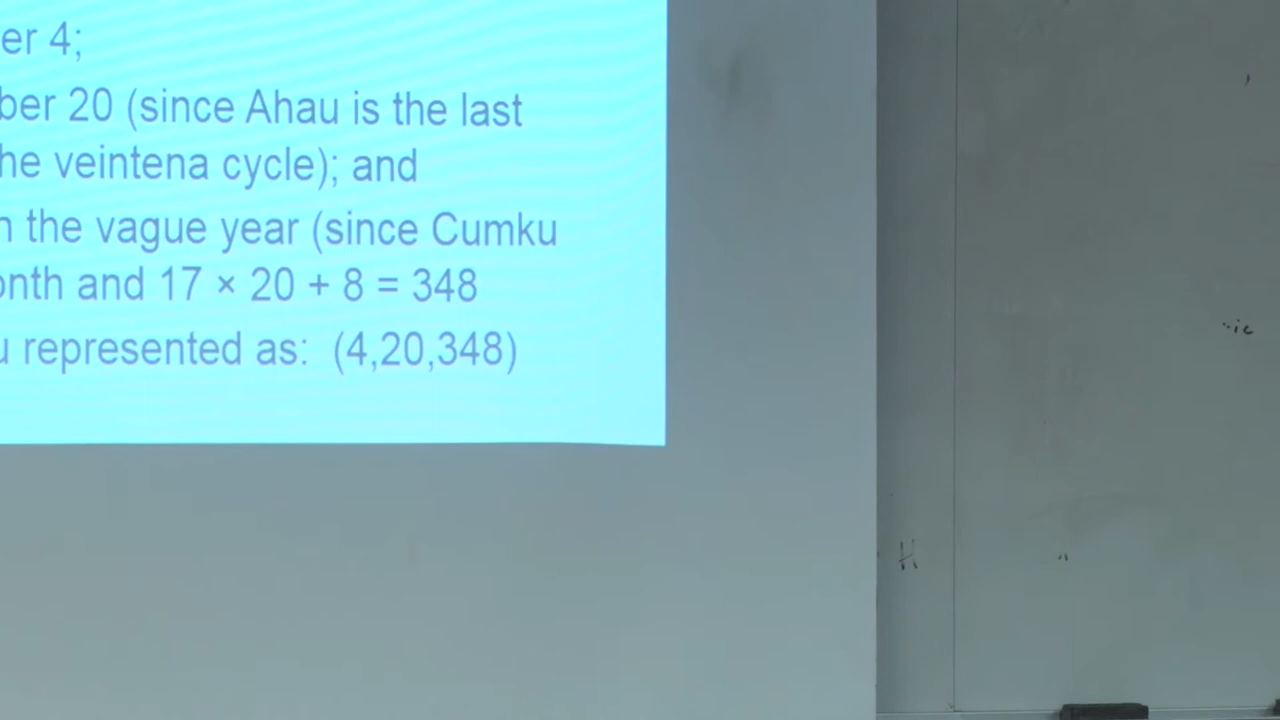 er 4;
ber 20 (since Ahau is the last
he veintena cycle); and
n the vague year (since Cumku
onth and 17 × 20 + 8 = 348
u represented as: (4,20,348)
H